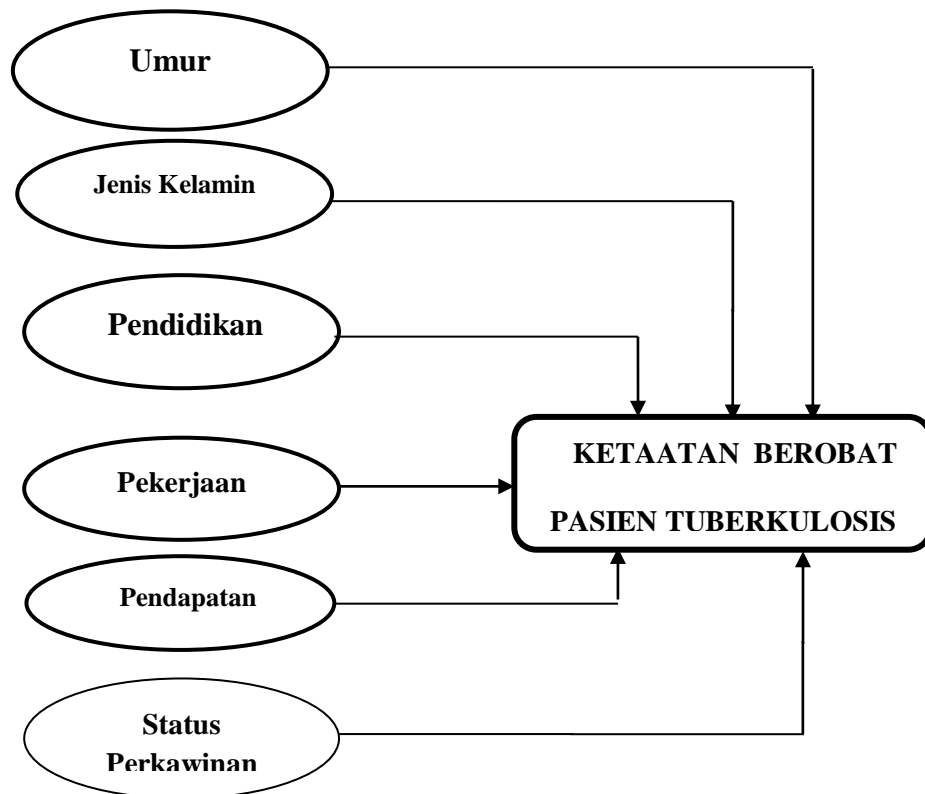 Umur
Jenis Kelamin
Pendidikan
KETAATAN BEROBAT
PASIEN TUBERKULOSIS
Pekerjaan
Pendapatan
Status
Perkawinan